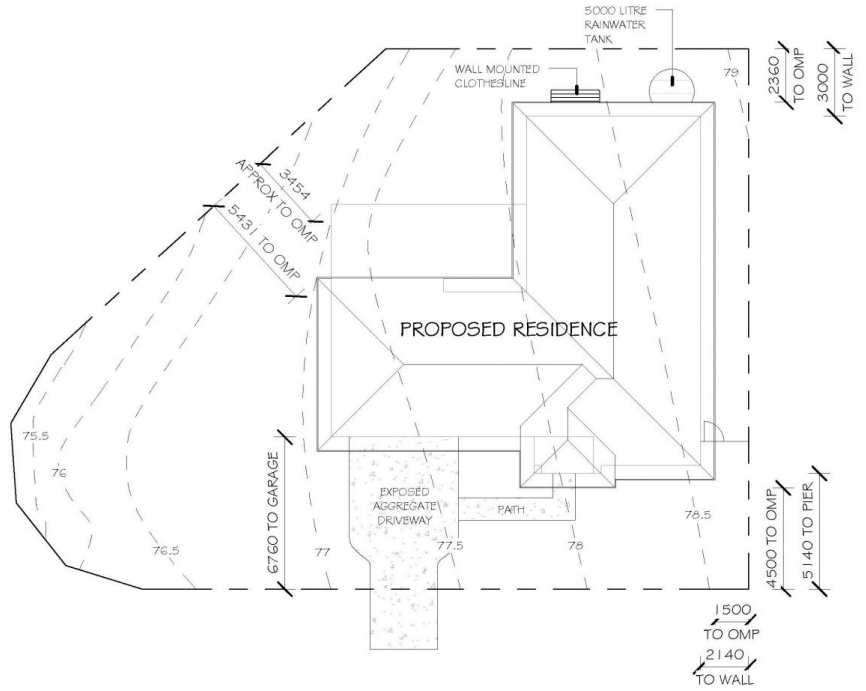 5000 LITRE
RAINWATER
TANK
WALL MOUNTED
CLOTHESLINE
79
2360
TO OMP
3000
TO WALL
3454
APPROX TO OMP
5431 TO OMP
PROPOSED RESIDENCE
75.5
76
76.5
77
77.5
78
78.5
6760 TO GARAGE
EXPOSED
AGGREGATE
DRIVEWAY
PATH
4500 TO OMP
5140 TO PIER
1500
TO OMP
2140
TO WALL